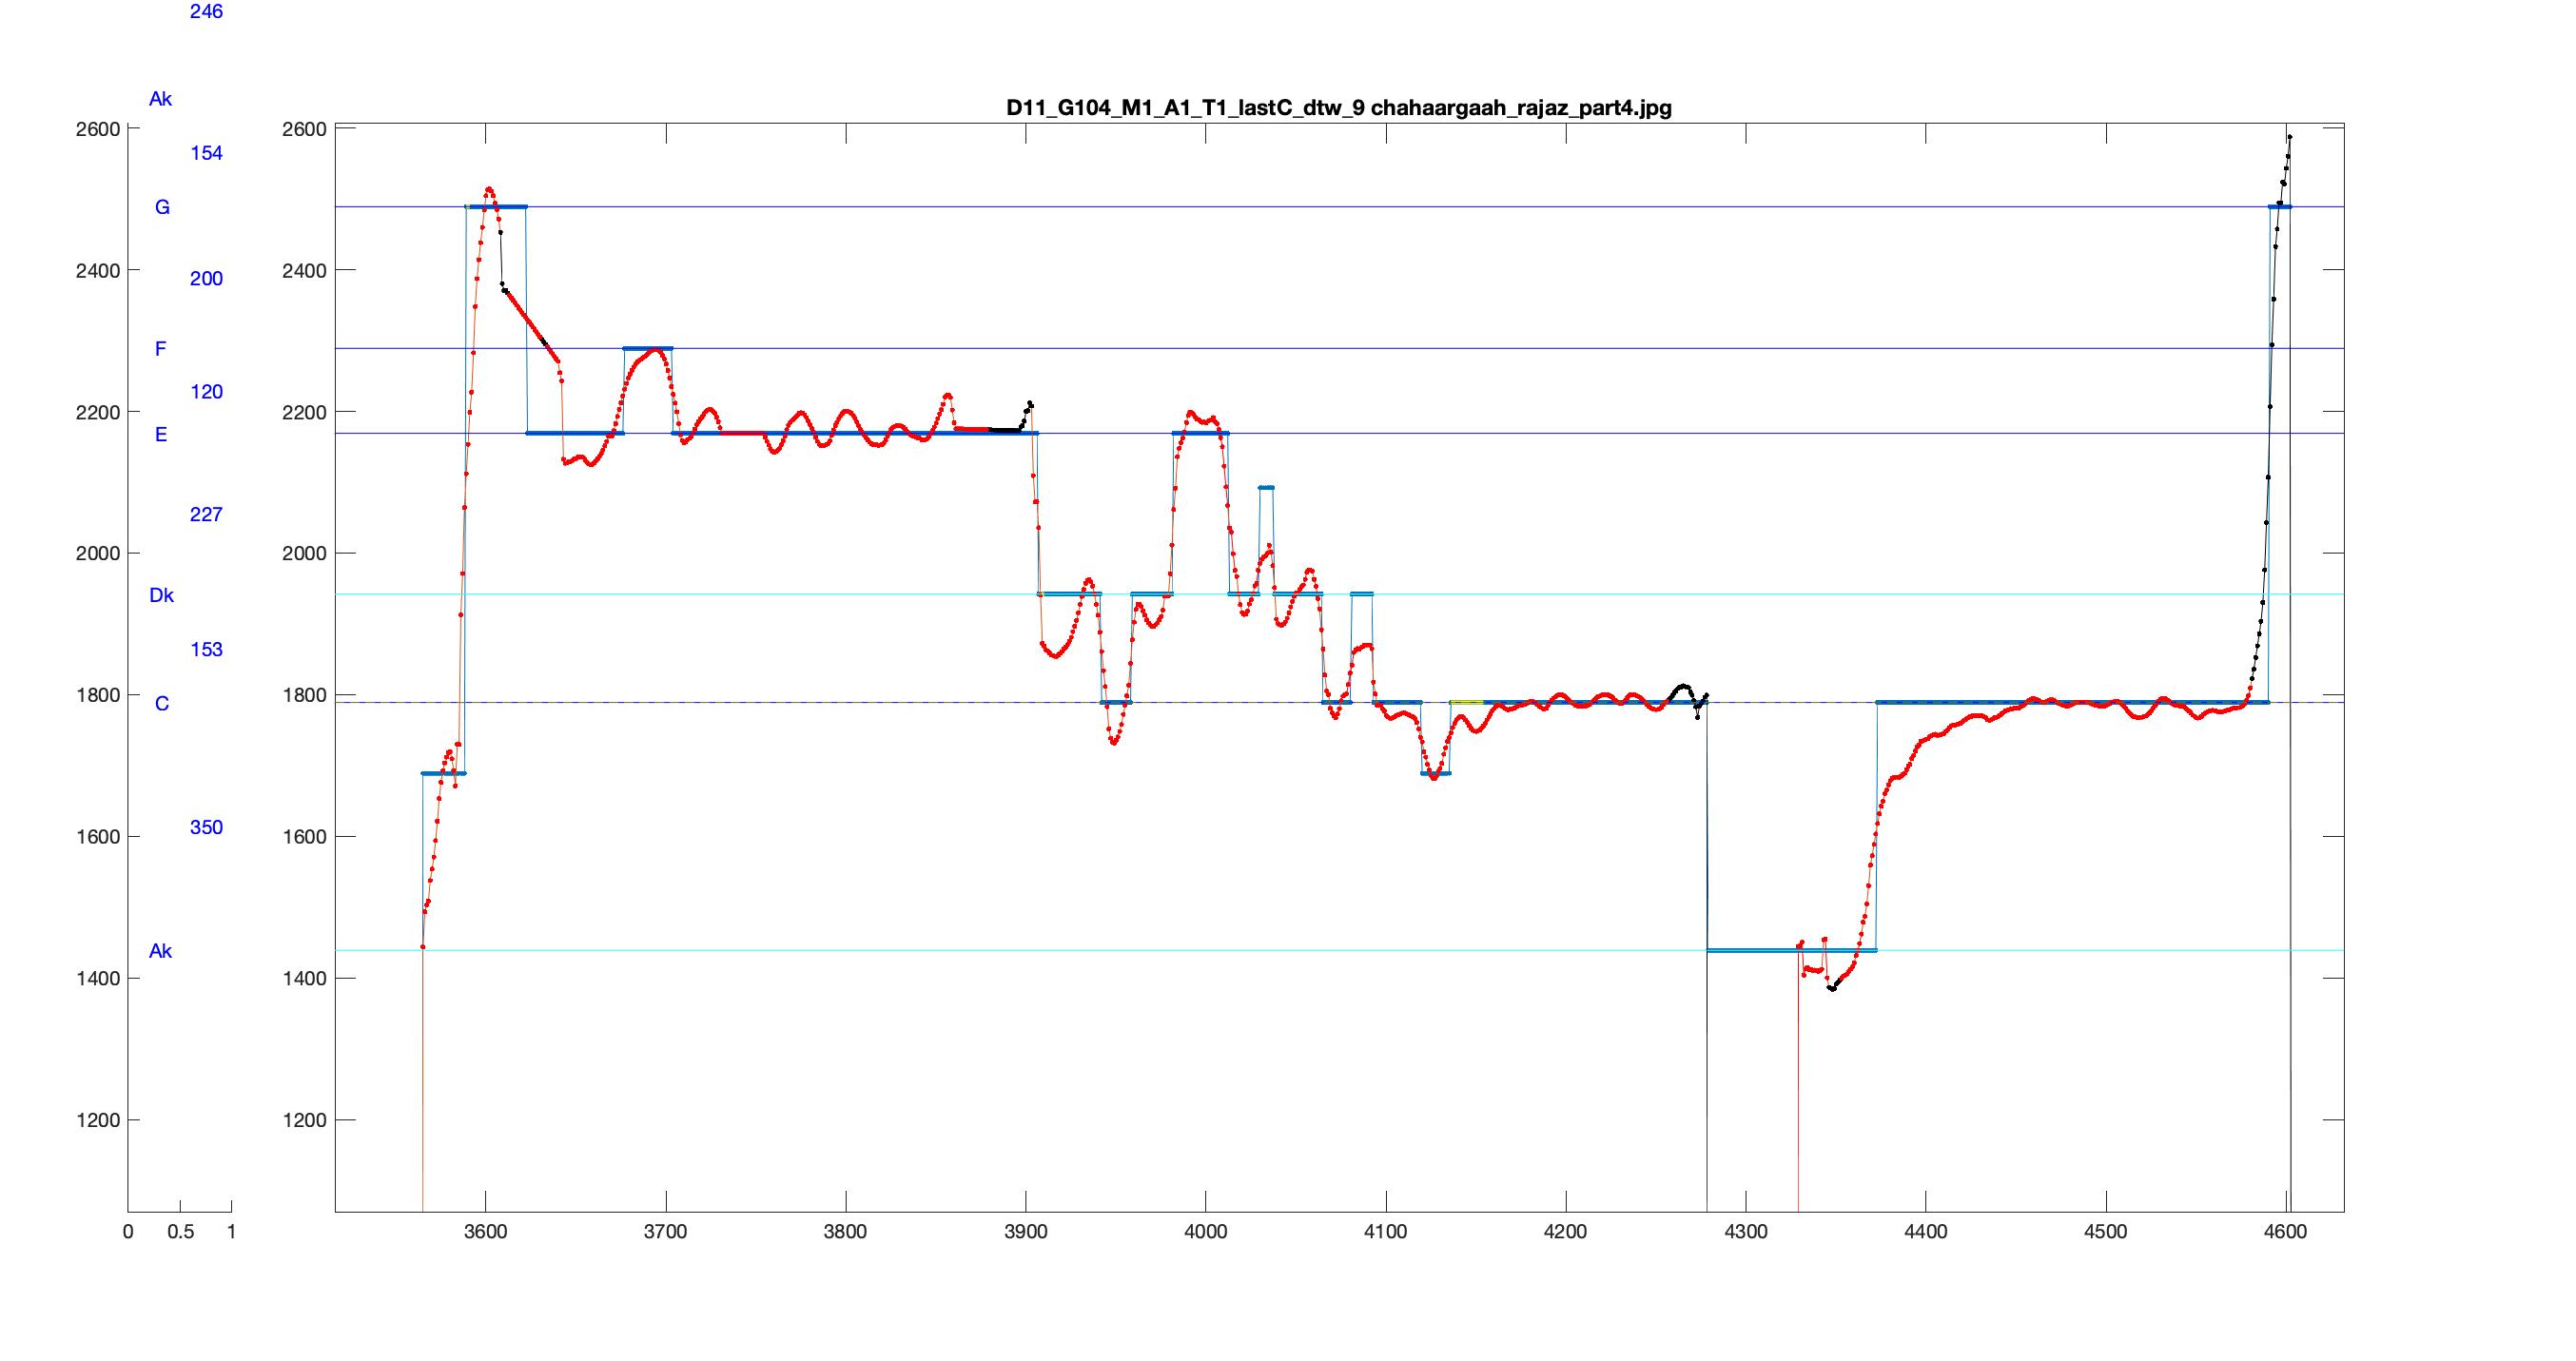 246
Ak
D11_G104_M1_A1_T1_lastC_dtw_9 chahaargaah_rajaz_part4.jpg
2600 2600
154
G
200
2400 2400
F
120
2200 2200
E
227
2000 2000
Dk
153
1800 1800
C
350
1600 1600
Ak
1400 1400
1200 1200
0 0.5 1 3600 3700 3800 3900 4000 4100 4200 4300 4400 4500 4600